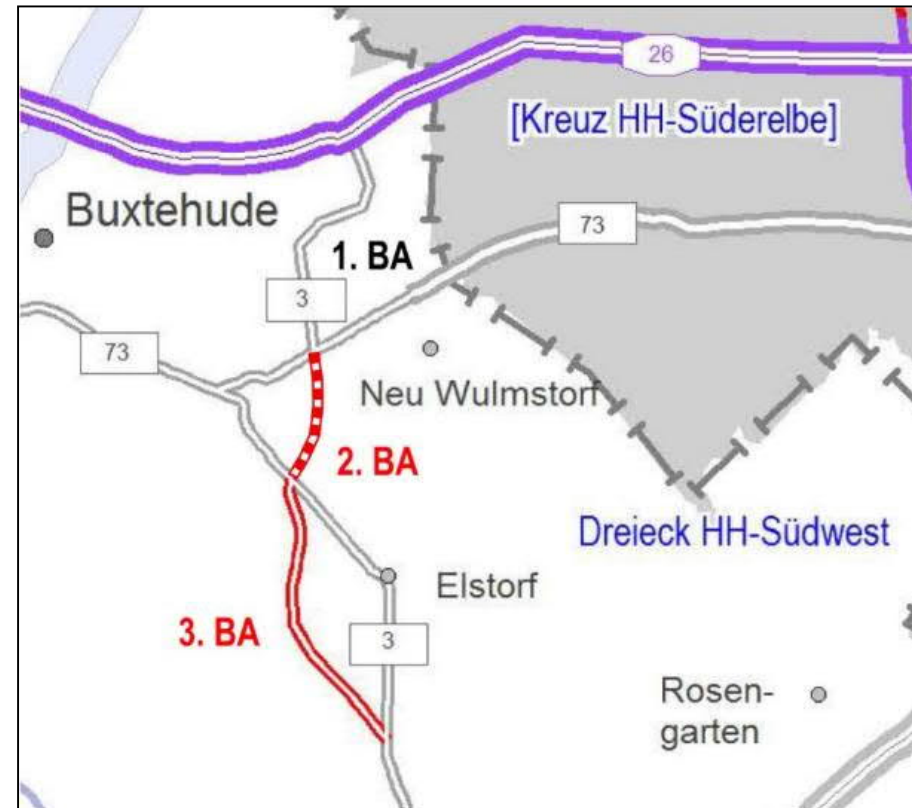 26
[Kreuz HH-Süderelbe]
Buxtehude
73
1. BA
3
73
Neu Wulmstorf
2. BA
Dreieck HH-Südwest
Elstorf
3. BA
3
Rosen-
garten